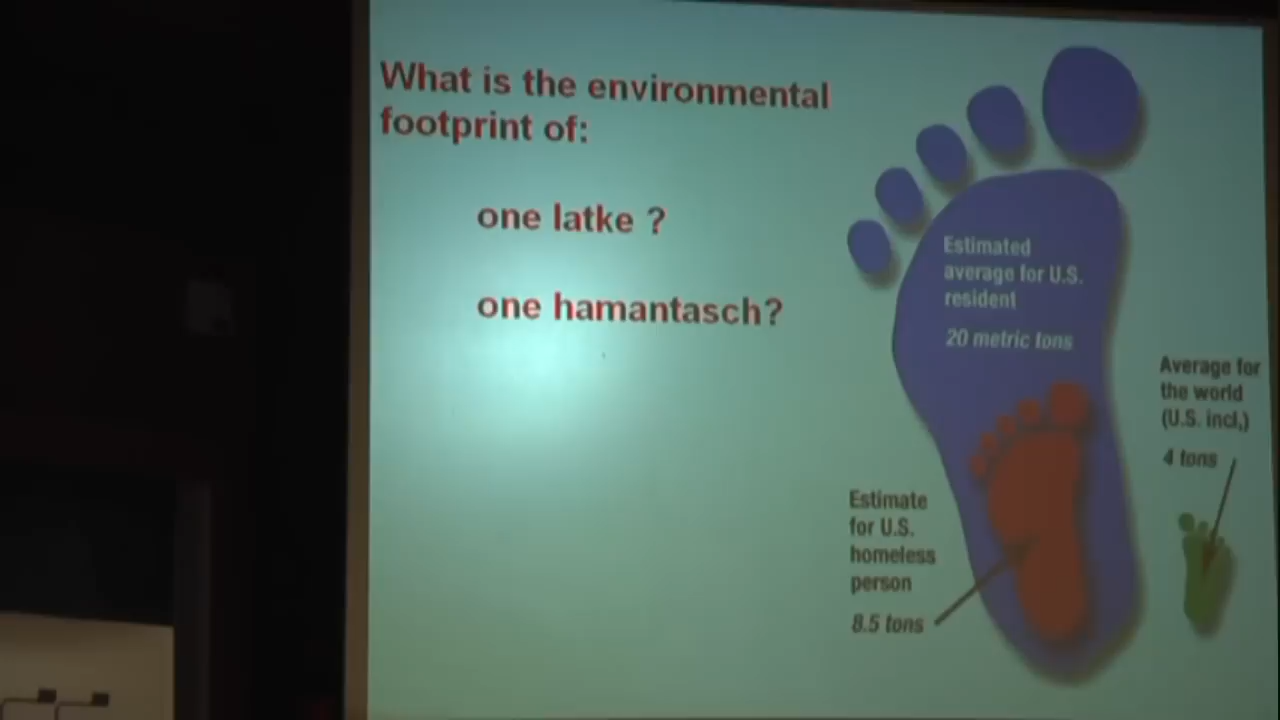 What is the environmental
footprint of:
one latke ?
one hamantasch?
Estimated
average for U.S.
resident
20 metric tons
Average for
the world
(U.S. incl,)
4 tons
Estimate
for U.S.
homeless
person
8.5 tons